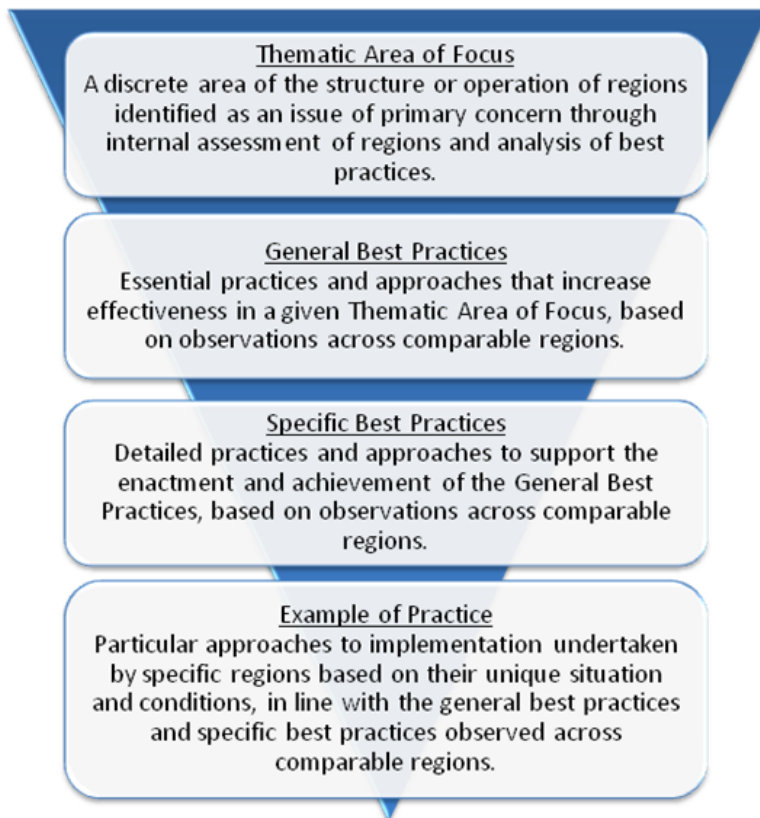 Thematic Area of Focus
A discrete area of the structure or operation of regions
identified as an issue of primary concern through
internal assessment of regions and analysis of best
practices.
General Best Practices
Essential practices and approaches that increase
effectiveness in a given Thematic Area of Focus, based
on observations across comparable regions.
Specific Best Practices
Detailed practices and approaches to support the
enactment and achievement of the General Best
Practices, based on observations across comparable
regions.
Example of Practice
Particular approaches to implementation undertaken
by specific regions based on their unique situation
and conditions, in line with the general best practices
and specific best practices observed across
comparable regions.